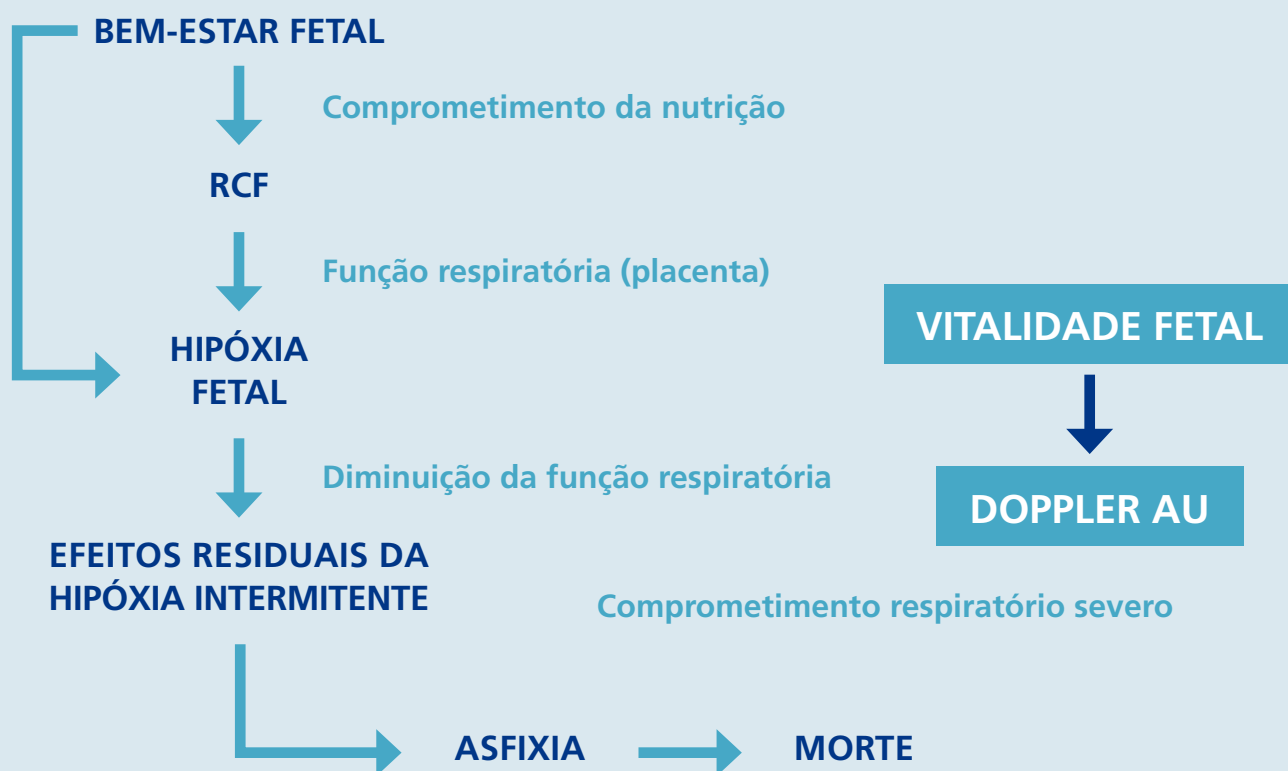 BEM-ESTAR FETAL
Comprometimento da nutrição
RCF
Função respiratória (placenta)
HIPÓXIA
FETAL
VITALIDADE FETAL
Diminuição da função respiratória
DOPPLER AU
EFEITOS RESIDUAIS DA
HIPÓXIA INTERMITENTE
Comprometimento respiratório severo
ASFIXIA
MORTE